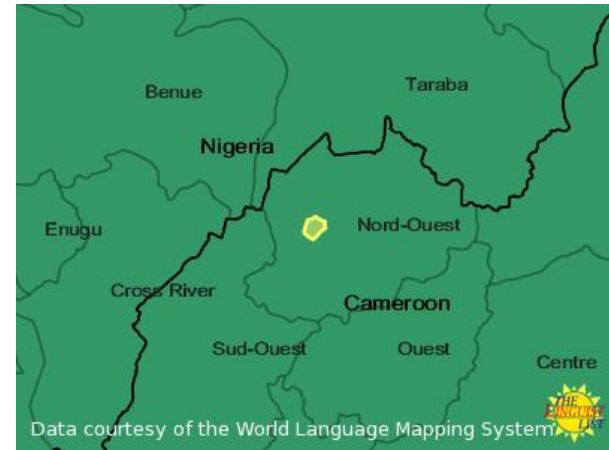 Taraba
Benue
Nigeria
Nord-Ouest
Enugu
Cross River
Cameroon
Sud-Ouest
Ouest
Centre
Data courtesy of the World Language Mapping System
THE
LINGUIST
LIST